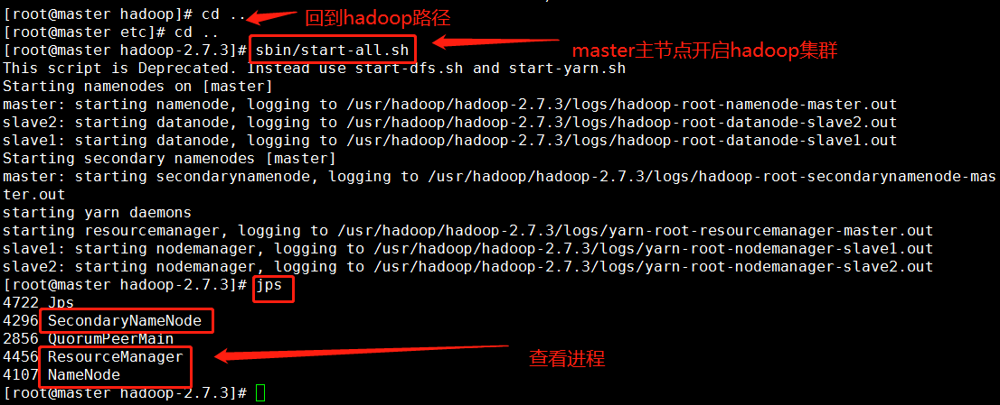 [root@master hadoop]# cd .. 回到hadoop路径
[root@master etc]# cd ..
[root@master hadoop-2.7.3]# sbin/start-all.sh master主节点开启hadoop集群
This script is Deprecated. Instead use start-dfs.sh and start-yarn.sh
Starting namenodes on [master]
master: starting namenode, logging to /usr/hadoop/hadoop-2.7.3/logs/hadoop-root-namenode-master.out
slave2: starting datanode, logging to /usr/hadoop/hadoop-2.7.3/logs/hadoop-root-datanode-slave2.out
slave1: starting datanode, logging to /usr/hadoop/hadoop-2.7.3/logs/hadoop-root-datanode-slave1.out
Starting secondary namenodes [master]
master: starting secondarynamenode, logging to /usr/hadoop/hadoop-2.7.3/logs/hadoop-root-secondarynamenode-mas
ter.out
starting yarn daemons
starting resourcemanager, logging to /usr/hadoop/hadoop-2.7.3/logs/yarn-root-resourcemanager-master.out
slave1: starting nodemanager, logging to /usr/hadoop/hadoop-2.7.3/logs/yarn-root-nodemanager-slave1.out
slave2: starting nodemanager, logging to /usr/hadoop/hadoop-2.7.3/logs/yarn-root-nodemanager-slave2.out
[root@master hadoop-2.7.3]# jps
4722 Jps
4296 SecondaryNameNode
2856 QuorumPeerMain
4456 ResourceManager 查看进程
4107 NameNode
[root@master hadoop-2.7.3]#